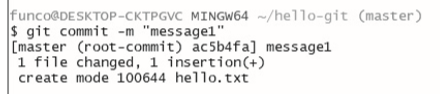 funco@DESKTOP-CKTPGVC MINGW64 ~/hello-git (master)
$ git commit -m "message1"
[master (root-commit) ac5b4fa] message1
 1 file changed, 1 insertion(+)
 create mode 100644 hello.txt